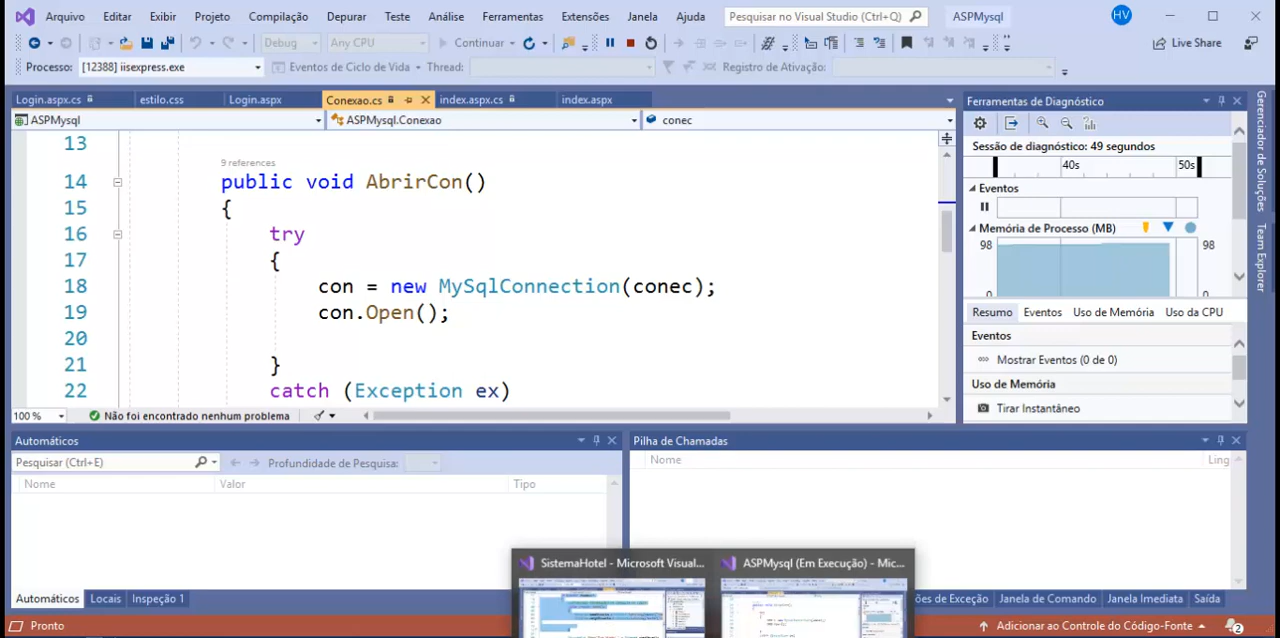 Arquivo Editar Exibir Projeto Compilação Depurar Teste Análise Ferramentas Extensões Janela Ajuda Pesquisar no Visual Studio (Ctrl+Q) ASPMysql HV
Debug Any CPU Continuar Live Share
Processo: [12388] iisexpress.exe Eventos de Ciclo de Vida Thread: Registro de Ativação:
Login.aspx.cs estilo.css Login.aspx Conexao.cs index.aspx.cs index.aspx
ASPMysql ASPMysql.Conexao conec
13
9 references
14 public void AbrirCon()
15 {
16 try
17 {
18 con = new MySqlConnection(conec);
19 con.Open();
20
21 }
22 catch (Exception ex)
100 % Não foi encontrado nenhum problema
Ferramentas de Diagnóstico
Sessão de diagnóstico: 49 segundos
40s 50s
Eventos
Memória de Processo (MB)
98 98
0 0
Resumo Eventos Uso de Memória Uso da CPU
Eventos
Mostrar Eventos (0 de 0)
Uso de Memória
Tirar Instantâneo
Gerenciador de Soluções
Team Explorer
Automáticos
Pesquisar (Ctrl+E) Profundidade de Pesquisa:
Nome Valor Tipo
Pilha de Chamadas
Nome Ling
SistemaHotel - Microsoft Visual... ASPMysql (Em Execução) - Mic...
Automáticos Locais Inspeção 1
ões de Exceção Janela de Comando Janela Imediata Saída
Pronto Adicionar ao Controle do Código-Fonte 2